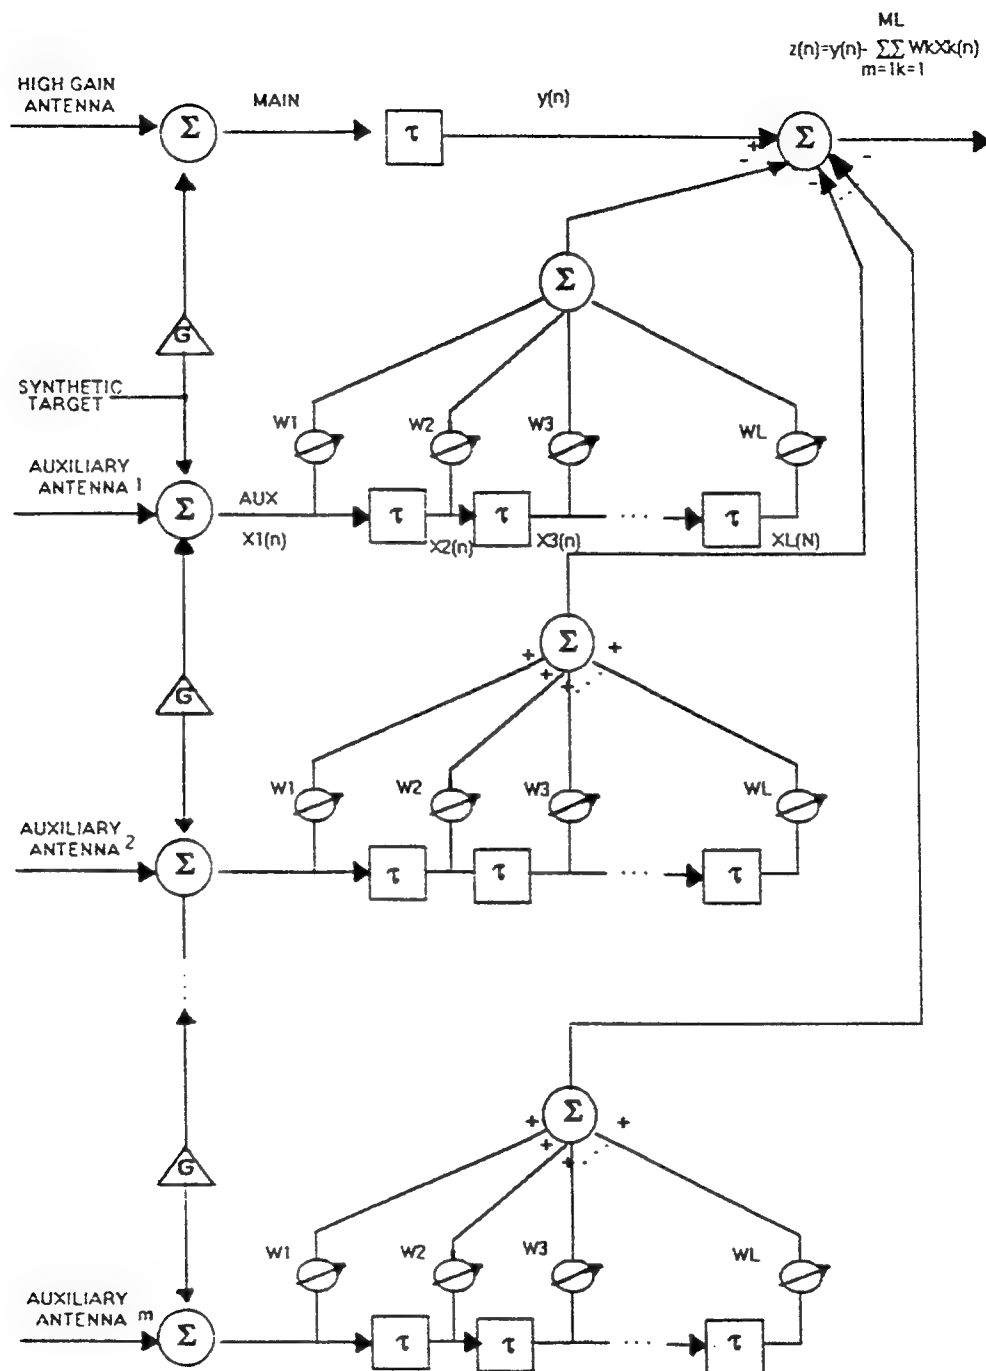 ML
z(n)=y(n)- ΣΣ WkXk(n)
m=1k=1
HIGH GAIN
ANTENNA
Σ
MAIN
τ
y(n)
+
-
Σ
-
-
Σ
G
SYNTHETIC
TARGET
W1
W2
W3
WL
AUXILIARY
ANTENNA 1
Σ
AUX
X1(n)
τ
X2(n)
τ
X3(n)
...
τ
XL(N)
Σ
+
+
+
+
G
W1
W2
W3
WL
AUXILIARY
ANTENNA 2
Σ
τ
τ
...
τ
Σ
+
+
+
+
G
W1
W2
W3
WL
AUXILIARY
ANTENNA m
Σ
τ
τ
...
τ